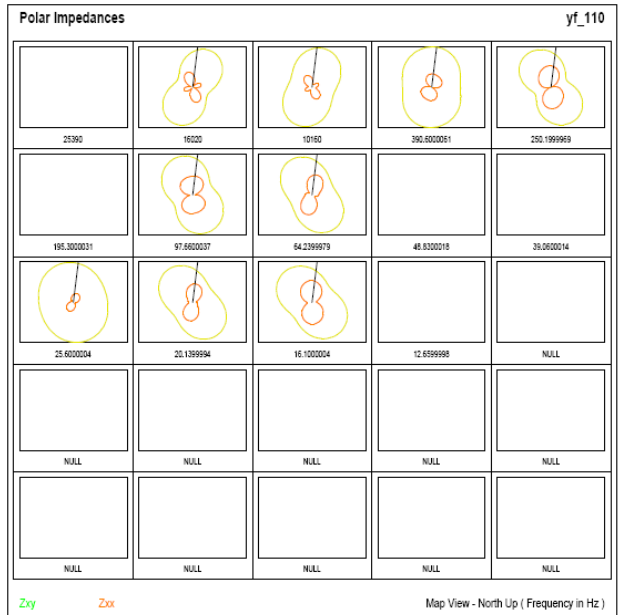 Polar Impedances yf_110
25390 16020 10160 390.6000061 250.1999969
195.3000031 97.6600037 64.2399979 48.8300018 39.0600014
25.6000004 20.1399994 16.1000004 12.6599998 NULL
NULL NULL NULL NULL NULL
NULL NULL NULL NULL NULL
Zxy Zxx Map View - North Up ( Frequency in Hz )